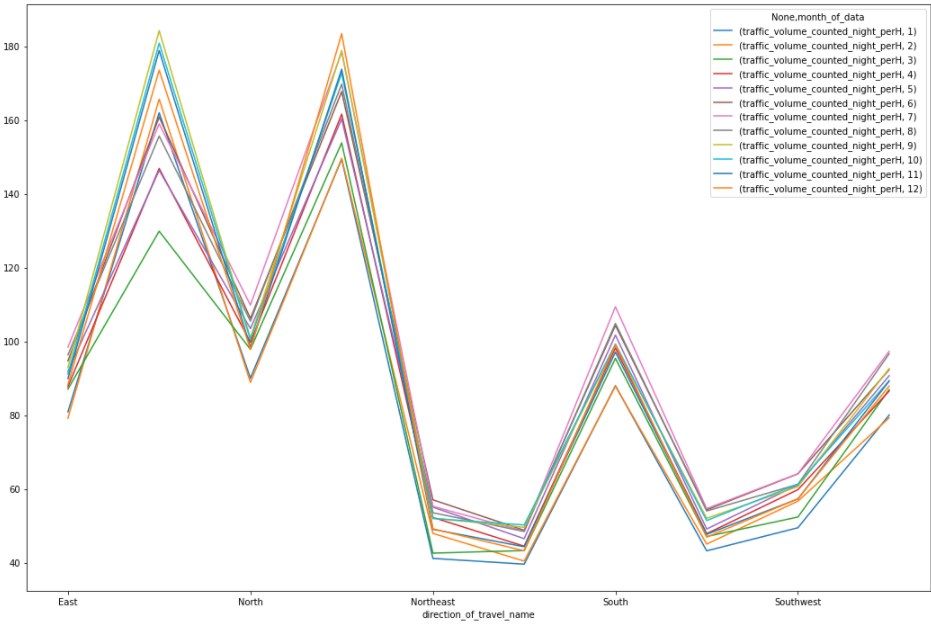 None,month_of_data
(traffic_volume_counted_night_perH, 1)
(traffic_volume_counted_night_perH, 2)
(traffic_volume_counted_night_perH, 3)
(traffic_volume_counted_night_perH, 4)
(traffic_volume_counted_night_perH, 5)
(traffic_volume_counted_night_perH, 6)
(traffic_volume_counted_night_perH, 7)
(traffic_volume_counted_night_perH, 8)
(traffic_volume_counted_night_perH, 9)
(traffic_volume_counted_night_perH, 10)
(traffic_volume_counted_night_perH, 11)
(traffic_volume_counted_night_perH, 12)
180
160
140
120
100
80
60
40
East North Northeast South Southwest
direction_of_travel_name